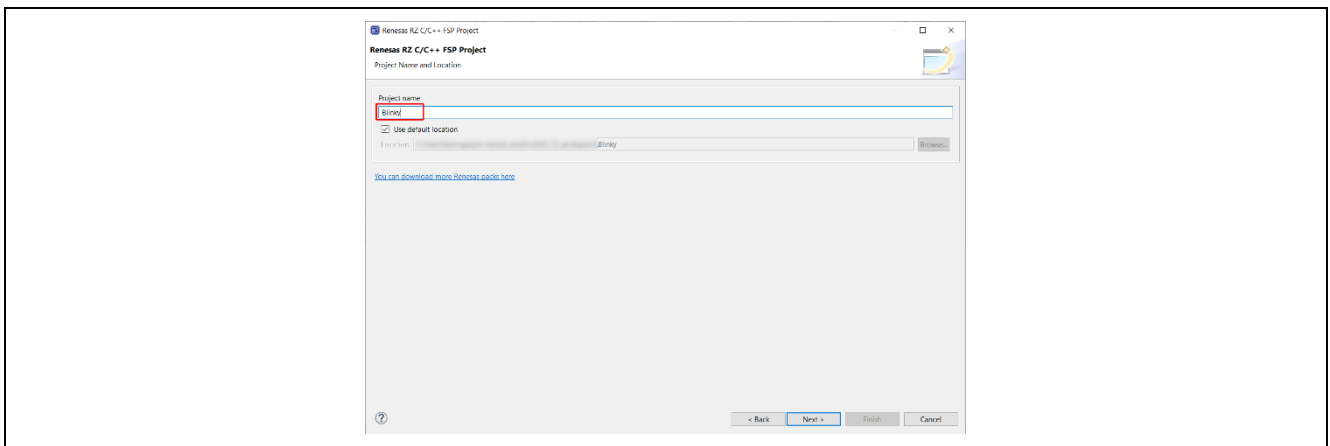 Renesas RZ C/C++ FSP Project
Renesas RZ C/C++ FSP Project
Project Name and Location
Project name
Blinky
Use default location
Location: Blinky Browse...
You can download more Renesas packs here
?
< Back Next > Finish Cancel